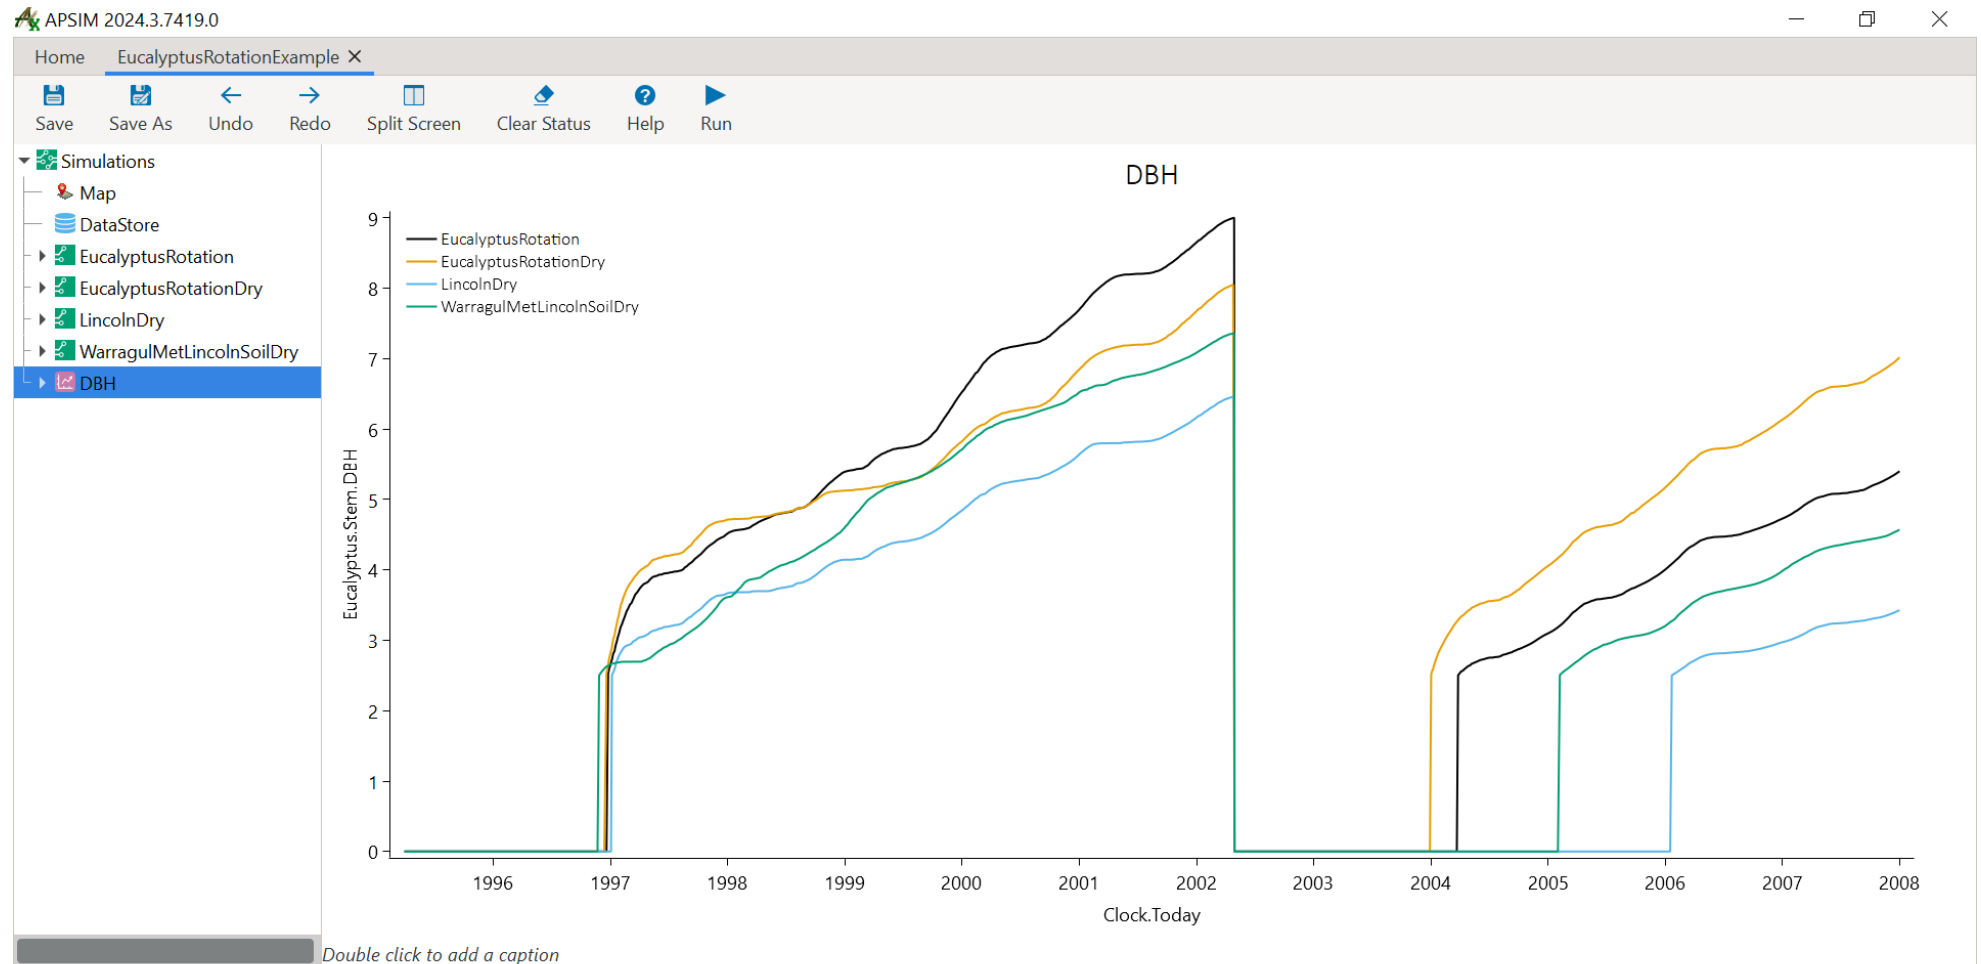 APSIM 2024.3.7419.0
Home
EucalyptusRotationExample
Save
Save As
Undo
Redo
Split Screen
Clear Status
Help
Run
Simulations
Map
DataStore
EucalyptusRotation
EucalyptusRotationDry
LincolnDry
WarragulMetLincolnSoilDry
DBH
DBH
EucalyptusRotation
EucalyptusRotationDry
LincolnDry
WarragulMetLincolnSoilDry
Eucalyptus.Stem.DBH
9
8
7
6
5
4
3
2
1
0
1996
1997
1998
1999
2000
2001
2002
2003
2004
2005
2006
2007
2008
Clock.Today
Double click to add a caption